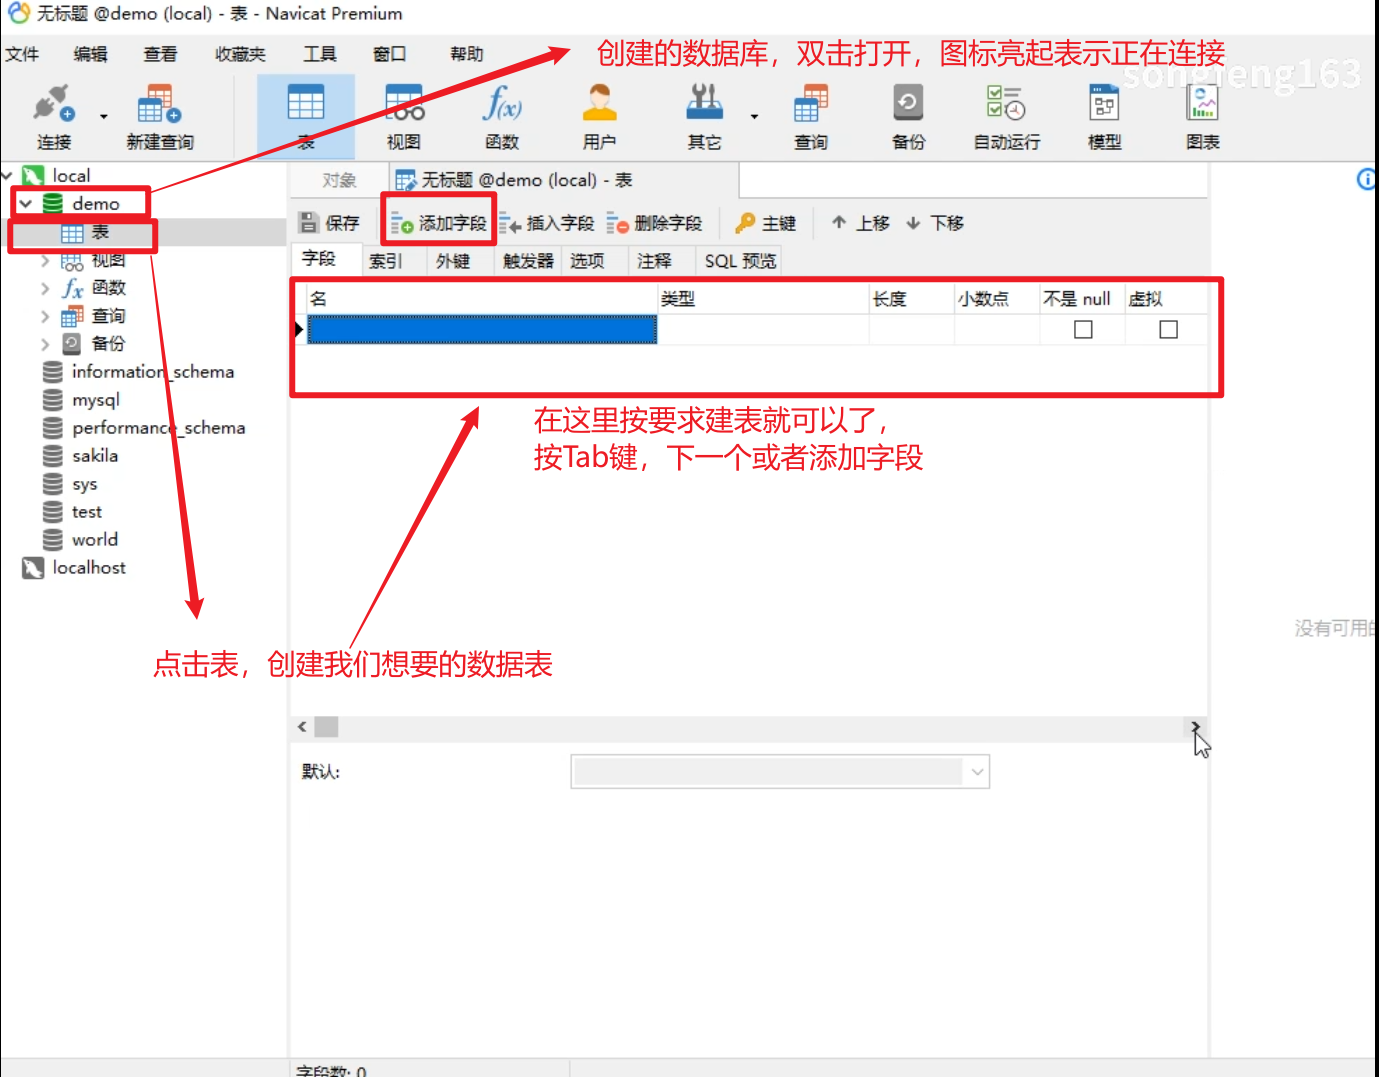 无标题 @demo (local) - 表 - Navicat Premium
文件 编辑 查看 收藏夹 工具 窗口 帮助
创建的数据库，双击打开，图标亮起表示正在连接
songfeng163
连接 新建查询 表 视图 函数 用户 其它 查询 备份 自动运行 模型 图表
local
demo
表
视图
函数
查询
备份
information_schema
mysql
performance_schema
sakila
sys
test
world
localhost
对象 无标题 @demo (local) - 表
保存 添加字段 插入字段 删除字段 主键 上移 下移
字段 索引 外键 触发器 选项 注释 SQL 预览
名 类型 长度 小数点 不是 null 虚拟
在这里按要求建表就可以了，
按Tab键，下一个或者添加字段
没有可用
点击表，创建我们想要的数据表
默认:
字段数: 0